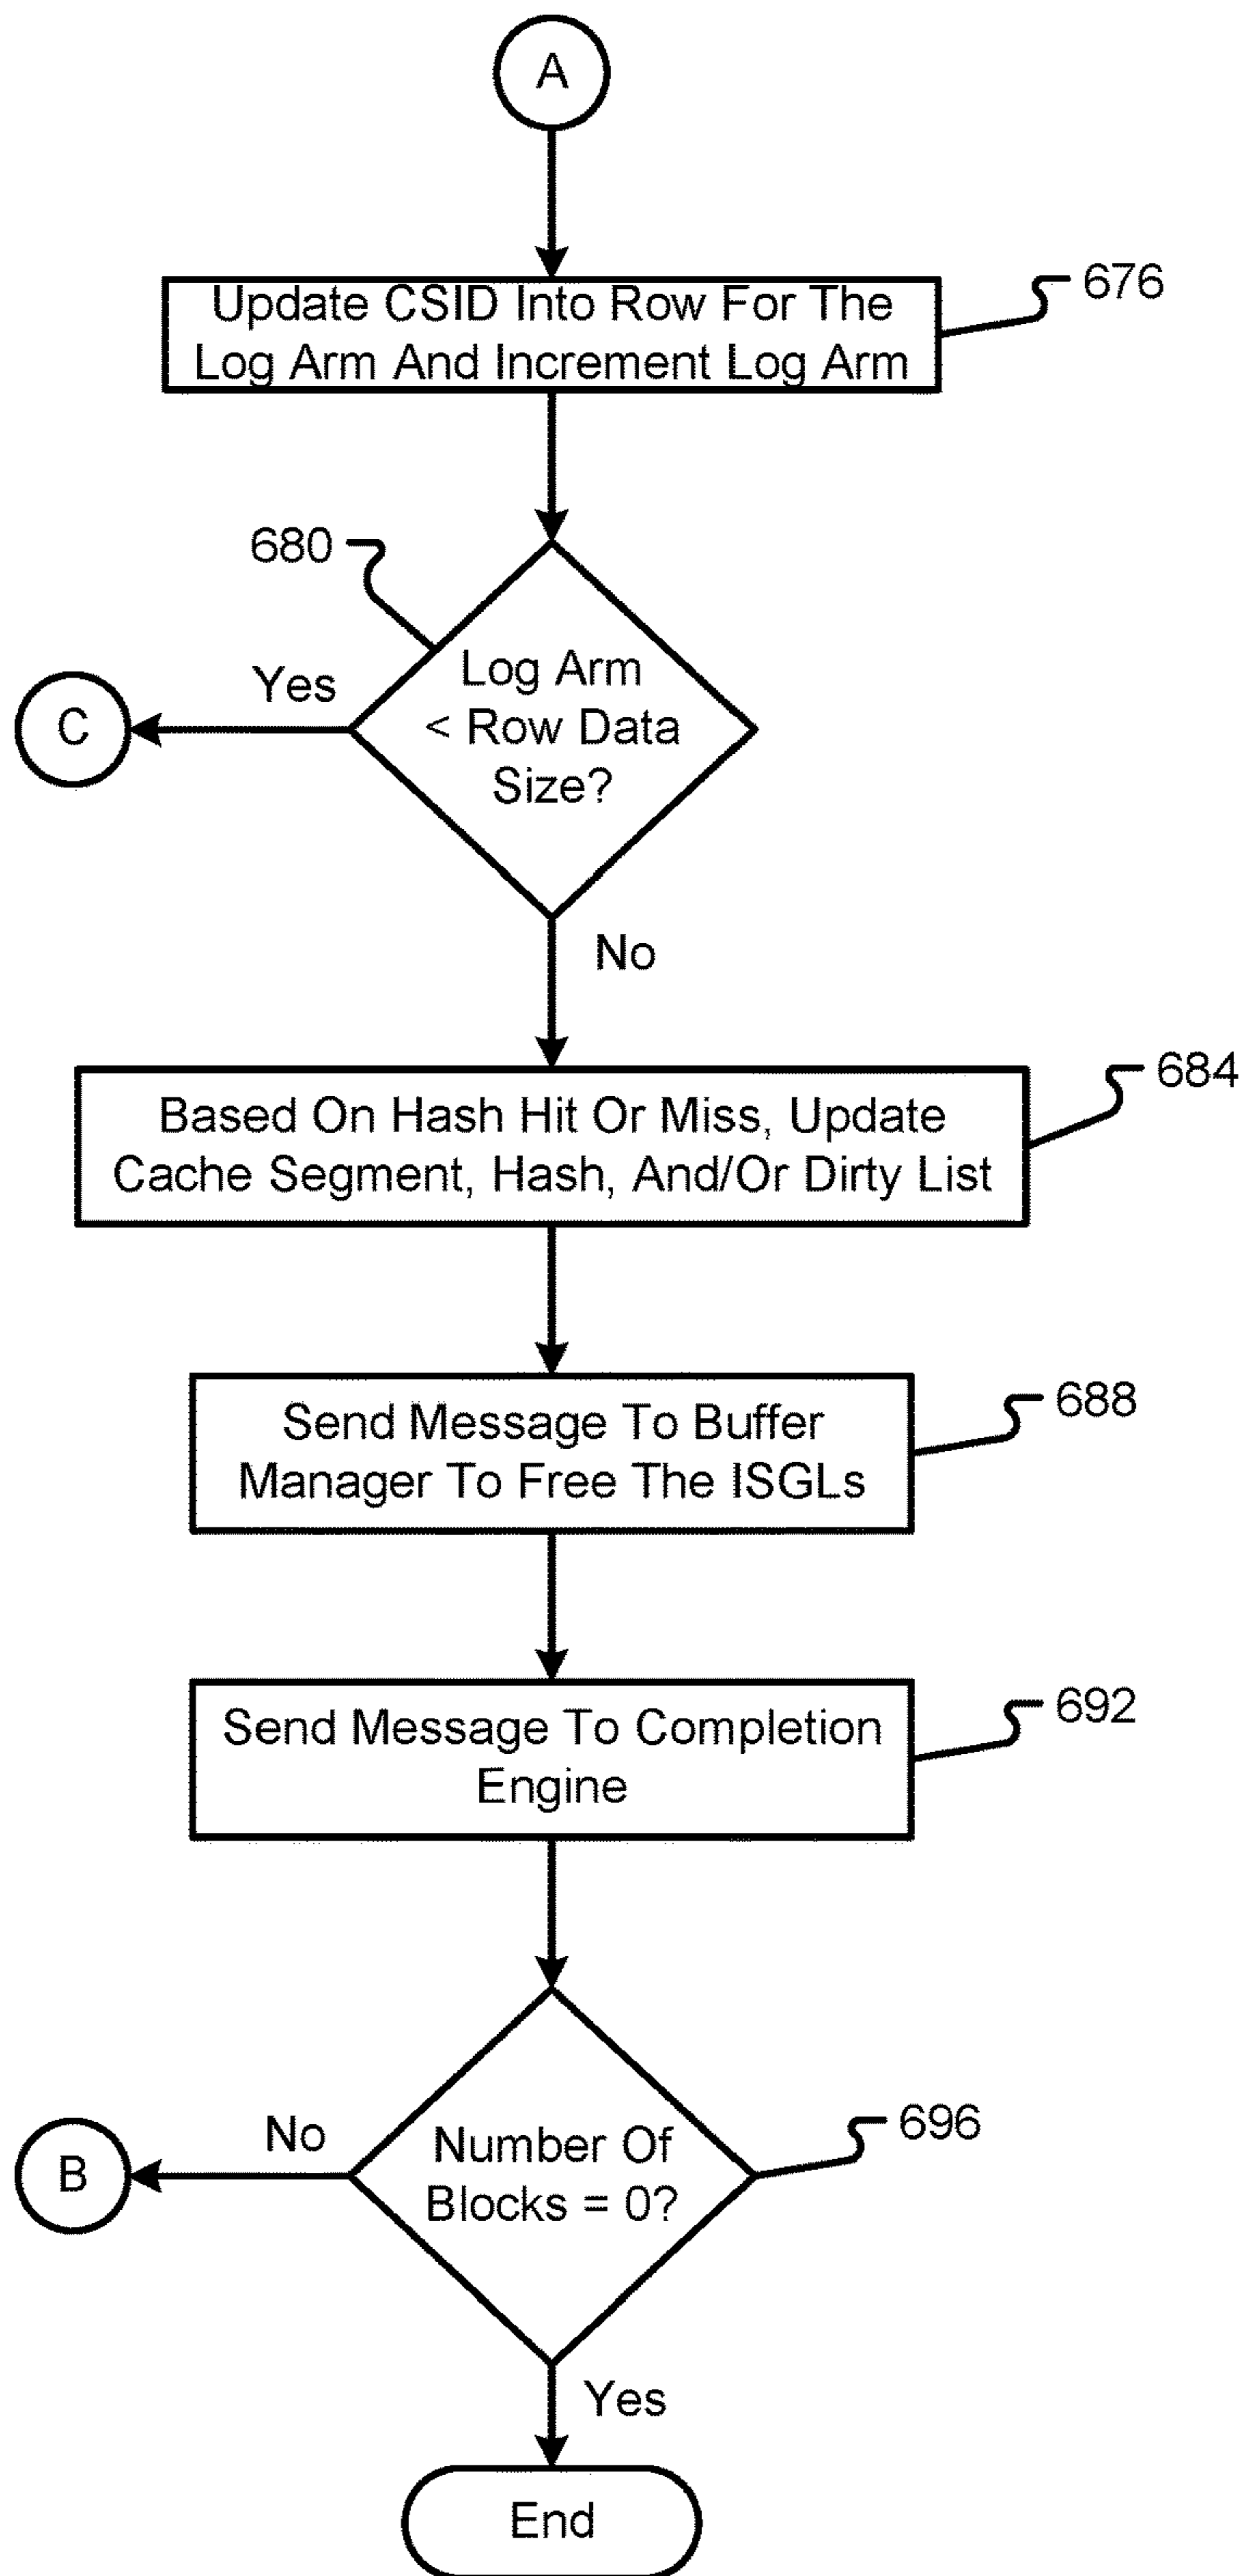 A
Update CSID Into Row For The
Log Arm And Increment Log Arm
676
680
Yes
C
Log Arm
< Row Data
Size?
No
684
Based On Hash Hit Or Miss, Update
Cache Segment, Hash, And/Or Dirty List
688
Send Message To Buffer
Manager To Free The ISGLs
692
Send Message To Completion
Engine
696
No
B
Number Of
Blocks = 0?
Yes
End